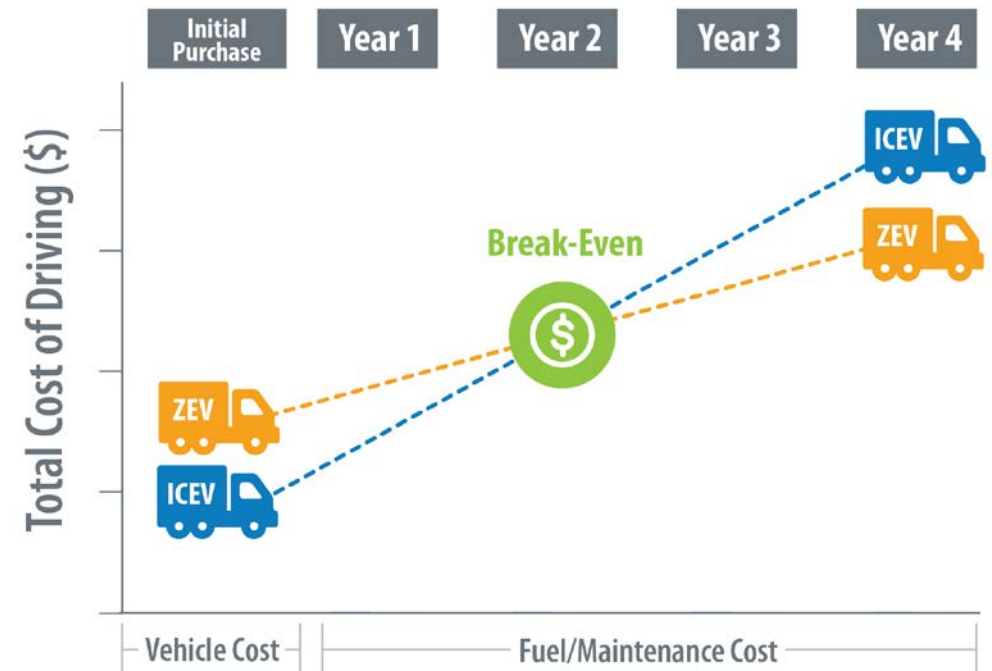 Initial
Purchase
Year 1
Year 2
Year 3
Year 4
Total Cost of Driving ($)
ICEV
ZEV
Break-Even
$
ZEV
ICEV
Vehicle Cost
Fuel/Maintenance Cost